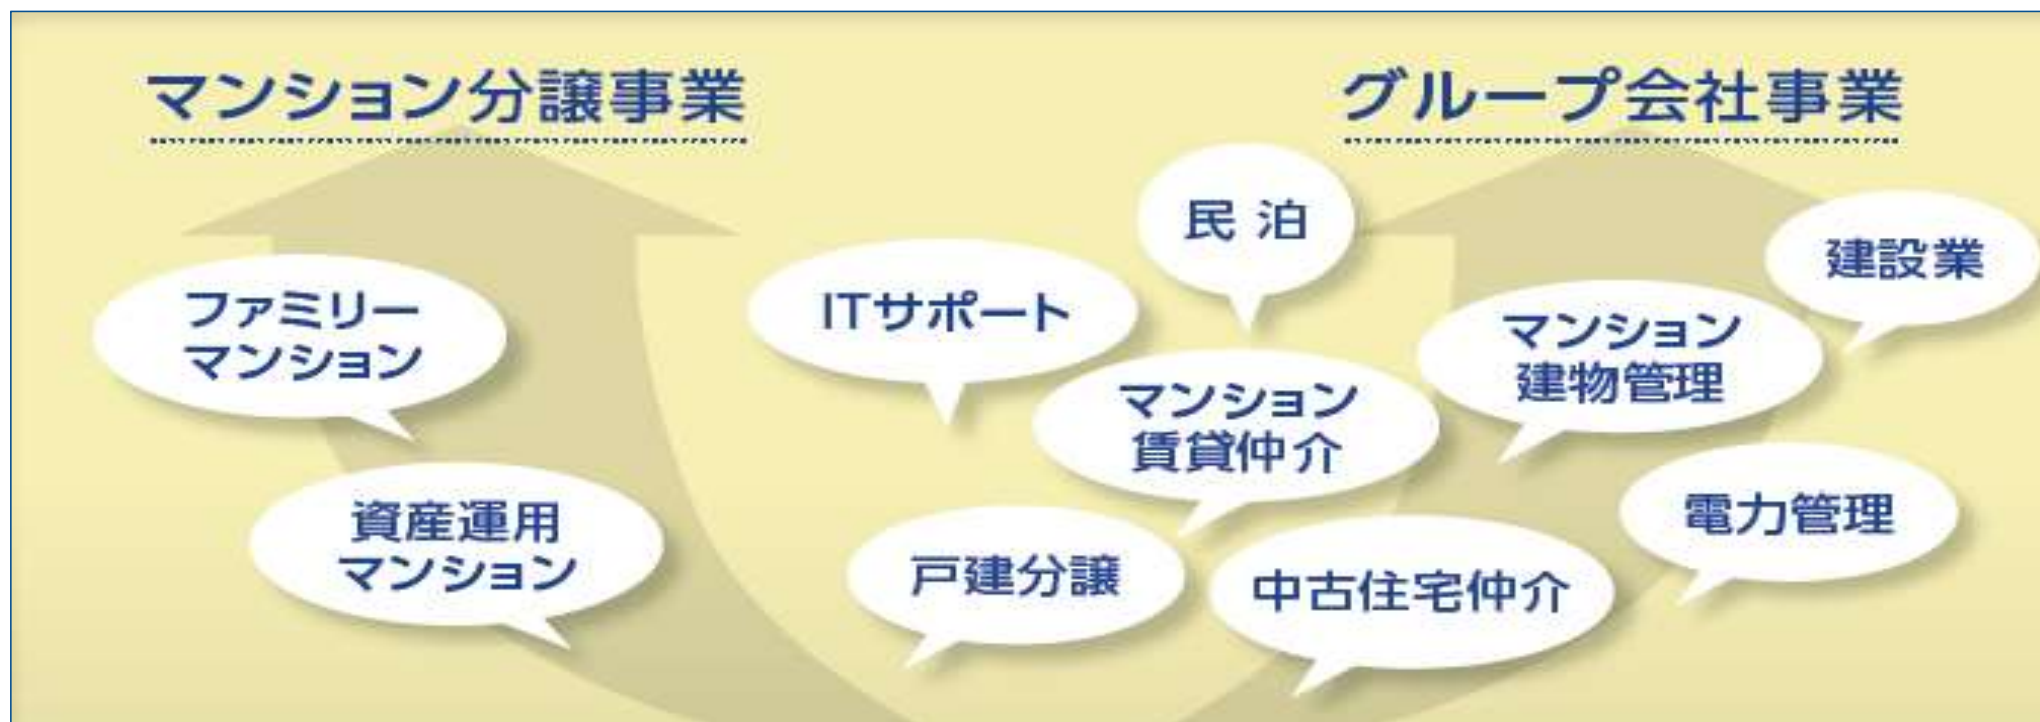 マンション分譲事業
ファミリー
マンション
資産運用
マンション
グループ会社事業
民泊
建設業
ITサポート
マンション
建物管理
マンション
賃貸仲介
電力管理
戸建分譲
中古住宅仲介